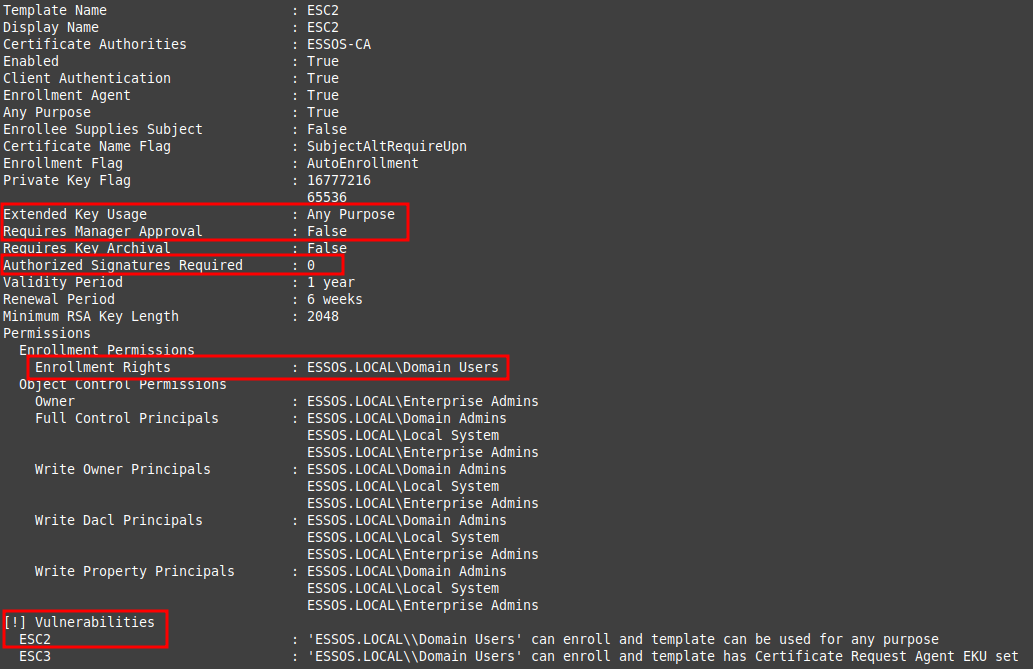 Template Name : ESC2
Display Name : ESC2
Certificate Authorities : ESSOS-CA
Enabled : True
Client Authentication : True
Enrollment Agent : True
Any Purpose : True
Enrollee Supplies Subject : False
Certificate Name Flag : SubjectAltRequireUpn
Enrollment Flag : AutoEnrollment
Private Key Flag : 16777216
65536
Extended Key Usage : Any Purpose
Requires Manager Approval : False
Requires Key Archival : False
Authorized Signatures Required : 0
Validity Period : 1 year
Renewal Period : 6 weeks
Minimum RSA Key Length : 2048
Permissions
Enrollment Permissions
Enrollment Rights : ESSOS.LOCAL\Domain Users
Object Control Permissions
Owner : ESSOS.LOCAL\Enterprise Admins
Full Control Principals : ESSOS.LOCAL\Domain Admins
ESSOS.LOCAL\Local System
ESSOS.LOCAL\Enterprise Admins
Write Owner Principals : ESSOS.LOCAL\Domain Admins
ESSOS.LOCAL\Local System
ESSOS.LOCAL\Enterprise Admins
Write Dacl Principals : ESSOS.LOCAL\Domain Admins
ESSOS.LOCAL\Local System
ESSOS.LOCAL\Enterprise Admins
Write Property Principals : ESSOS.LOCAL\Domain Admins
ESSOS.LOCAL\Local System
ESSOS.LOCAL\Enterprise Admins
[!] Vulnerabilities
ESC2 : 'ESSOS.LOCAL\\Domain Users' can enroll and template can be used for any purpose
ESC3 : 'ESSOS.LOCAL\\Domain Users' can enroll and template has Certificate Request Agent EKU set